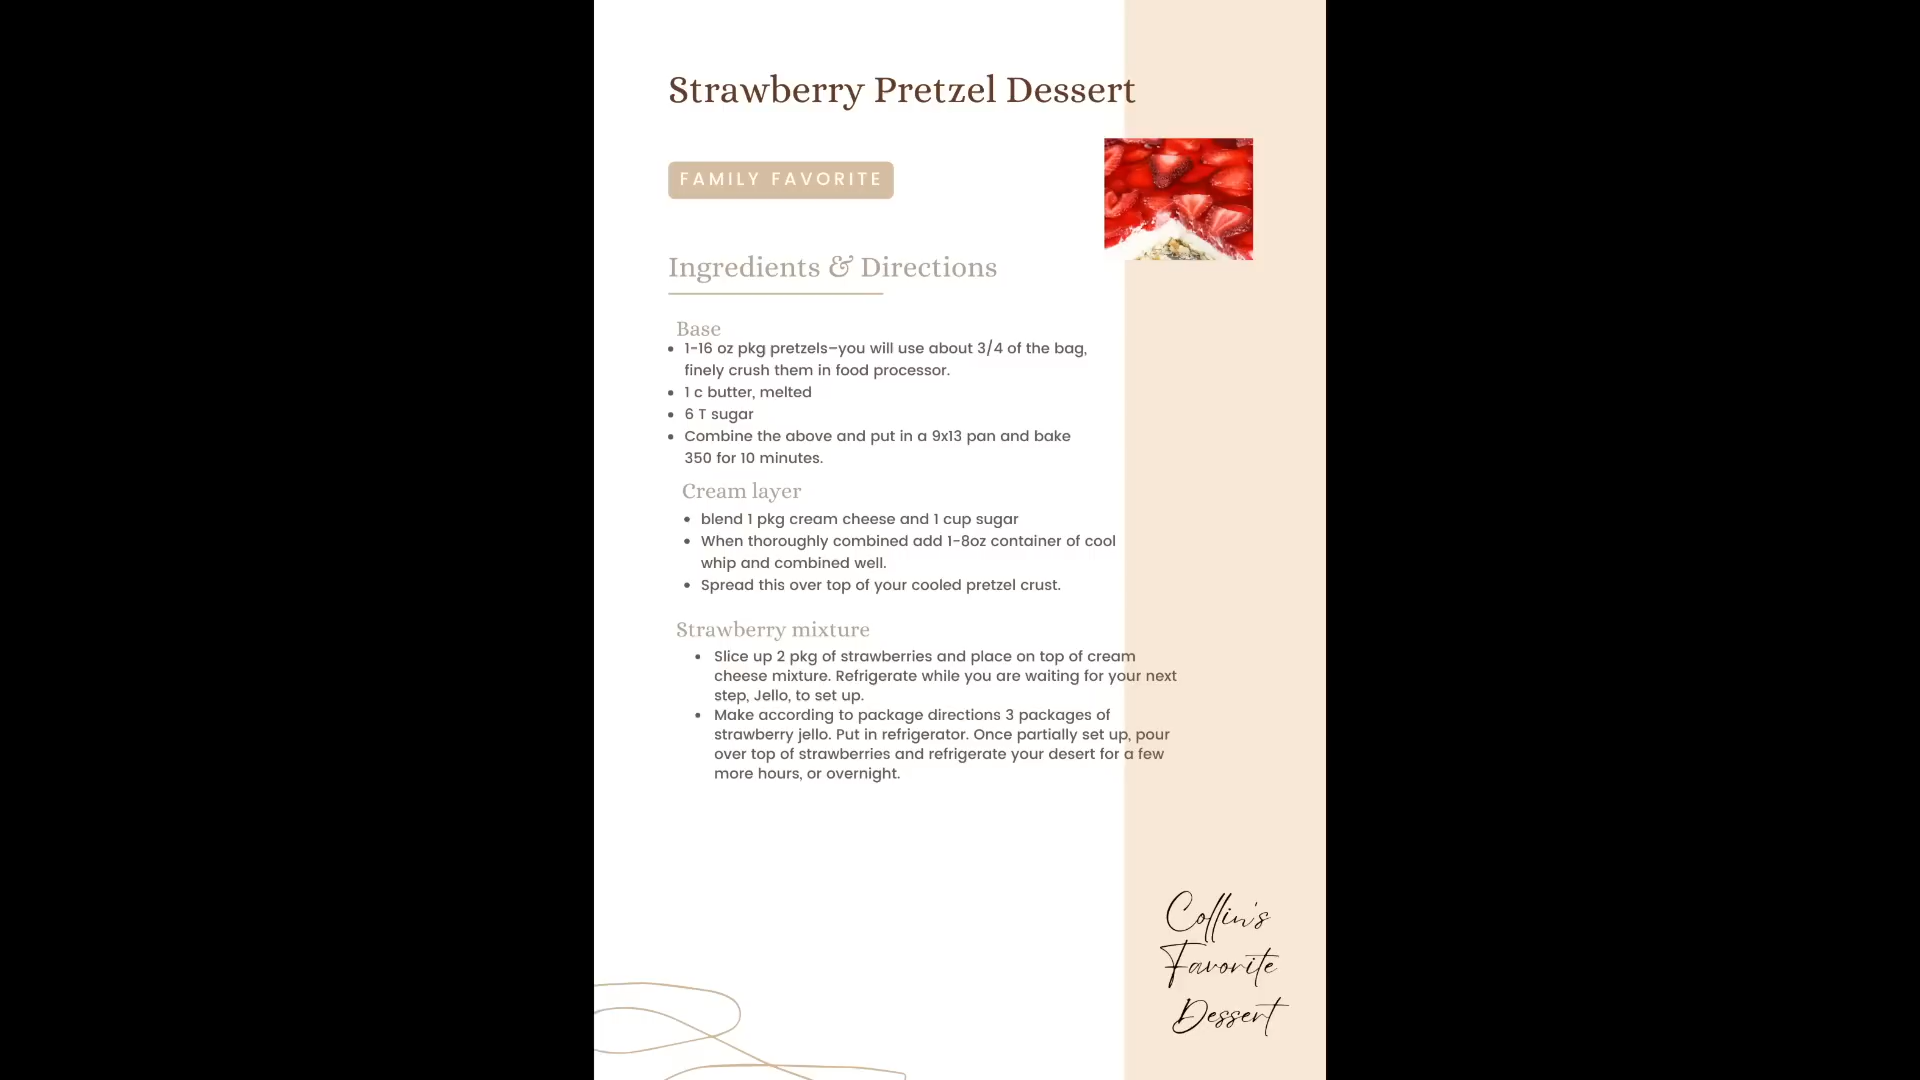 Strawberry Pretzel Dessert
FAMILY FAVORITE
Ingredients & Directions
Base
• 1-16 oz pkg pretzels–you will use about 3/4 of the bag,
finely crush them in food processor.
• 1 c butter, melted
• 6 T sugar
• Combine the above and put in a 9x13 pan and bake
350 for 10 minutes.
Cream layer
• blend 1 pkg cream cheese and 1 cup sugar
• When thoroughly combined add 1-8oz container of cool
whip and combined well.
• Spread this over top of your cooled pretzel crust.
Strawberry mixture
• Slice up 2 pkg of strawberries and place on top of cream
cheese mixture. Refrigerate while you are waiting for your next
step, Jello, to set up.
• Make according to package directions 3 packages of
strawberry jello. Put in refrigerator. Once partially set up, pour
over top of strawberries and refrigerate your desert for a few
more hours, or overnight.
Collin's
Favorite
Dessert